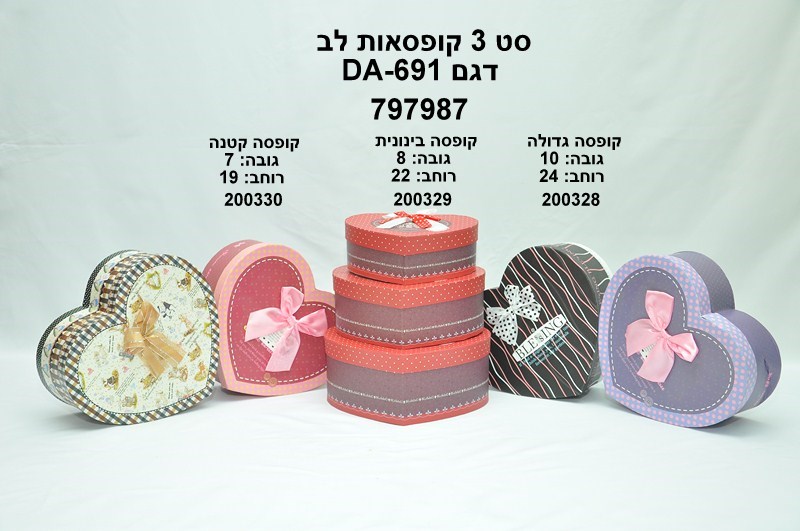 סט 3 קופסאות לב
דגם DA-691
797987
קופסה גדולה
גובה: 10
רוחב: 24
200328
קופסה בינונית
גובה: 8
רוחב: 22
200329
קופסה קטנה
גובה: 7
רוחב: 19
200330